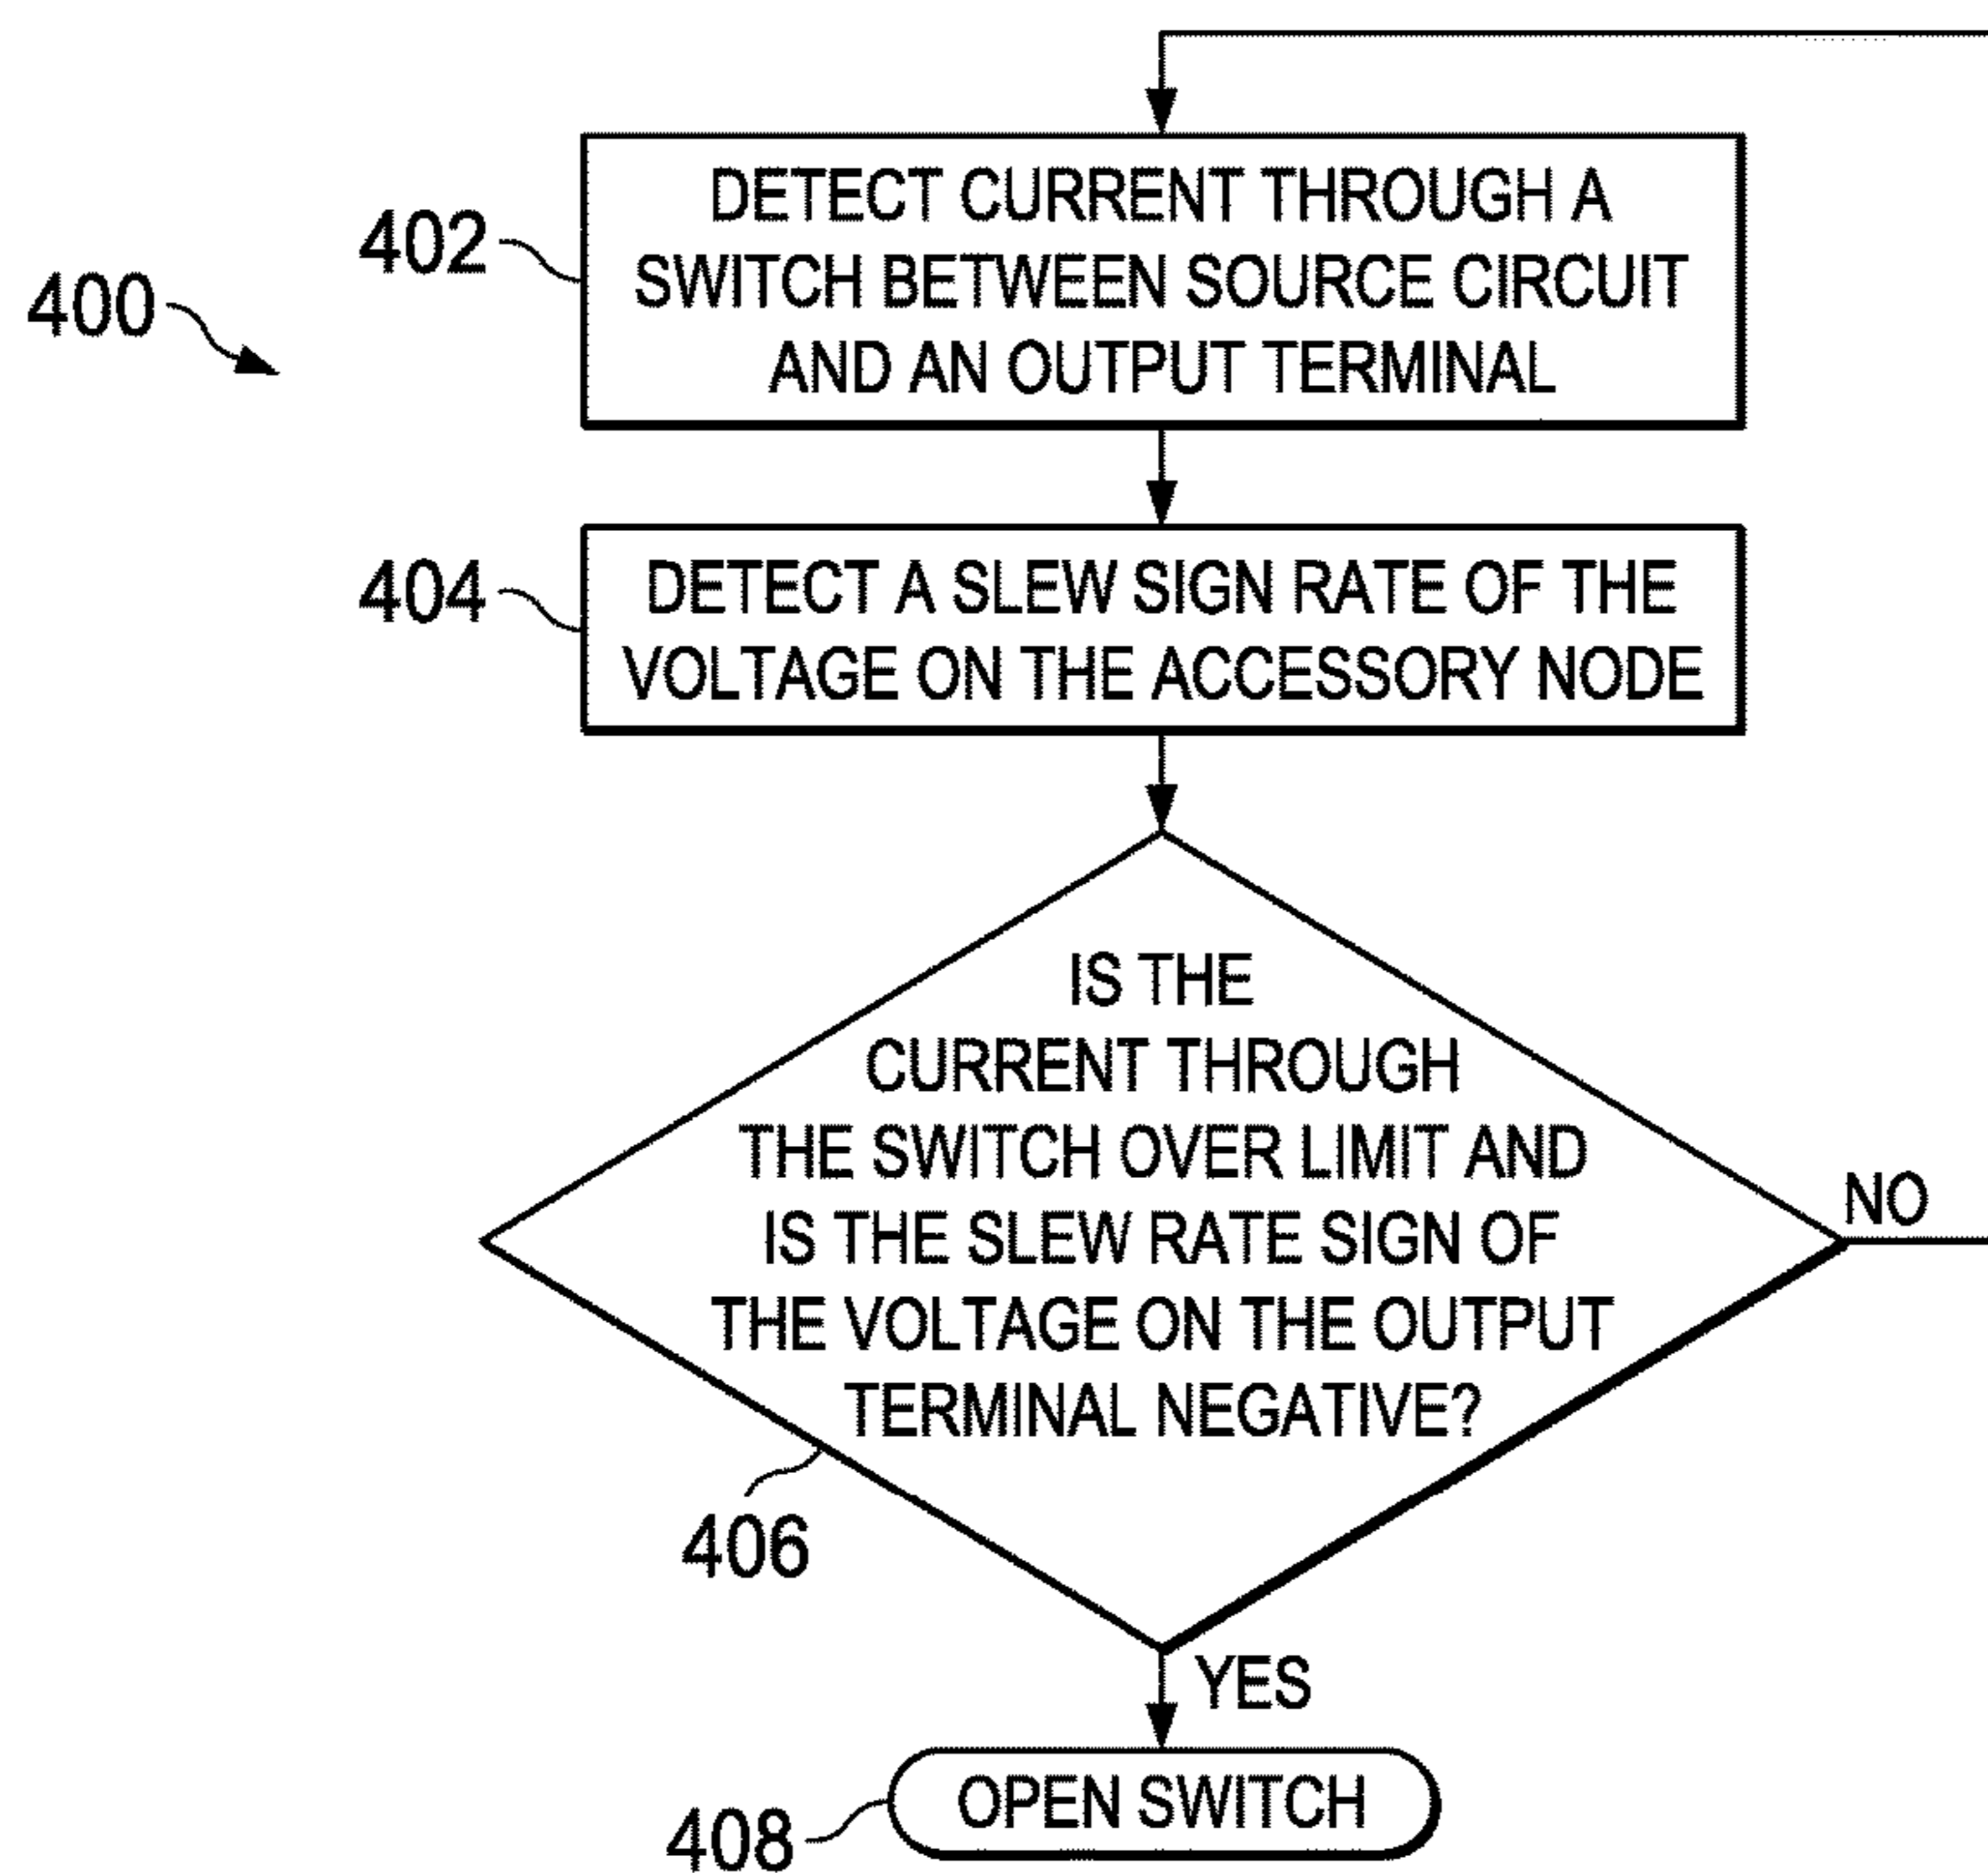 400
402
DETECT CURRENT THROUGH A
SWITCH BETWEEN SOURCE CIRCUIT
AND AN OUTPUT TERMINAL
404
DETECT A SLEW SIGN RATE OF THE
VOLTAGE ON THE ACCESSORY NODE
IS THE
CURRENT THROUGH
THE SWITCH OVER LIMIT AND
IS THE SLEW RATE SIGN OF
THE VOLTAGE ON THE OUTPUT
TERMINAL NEGATIVE?
NO
406
YES
OPEN SWITCH
408